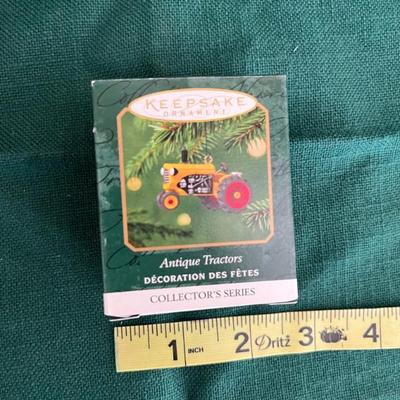 KEEPSAKE
ORNAMENT
Antique Tractors
DÉCORATION DES FÊTES
COLLECTOR'S SERIES
1 INCH 2 Dritz 3 4